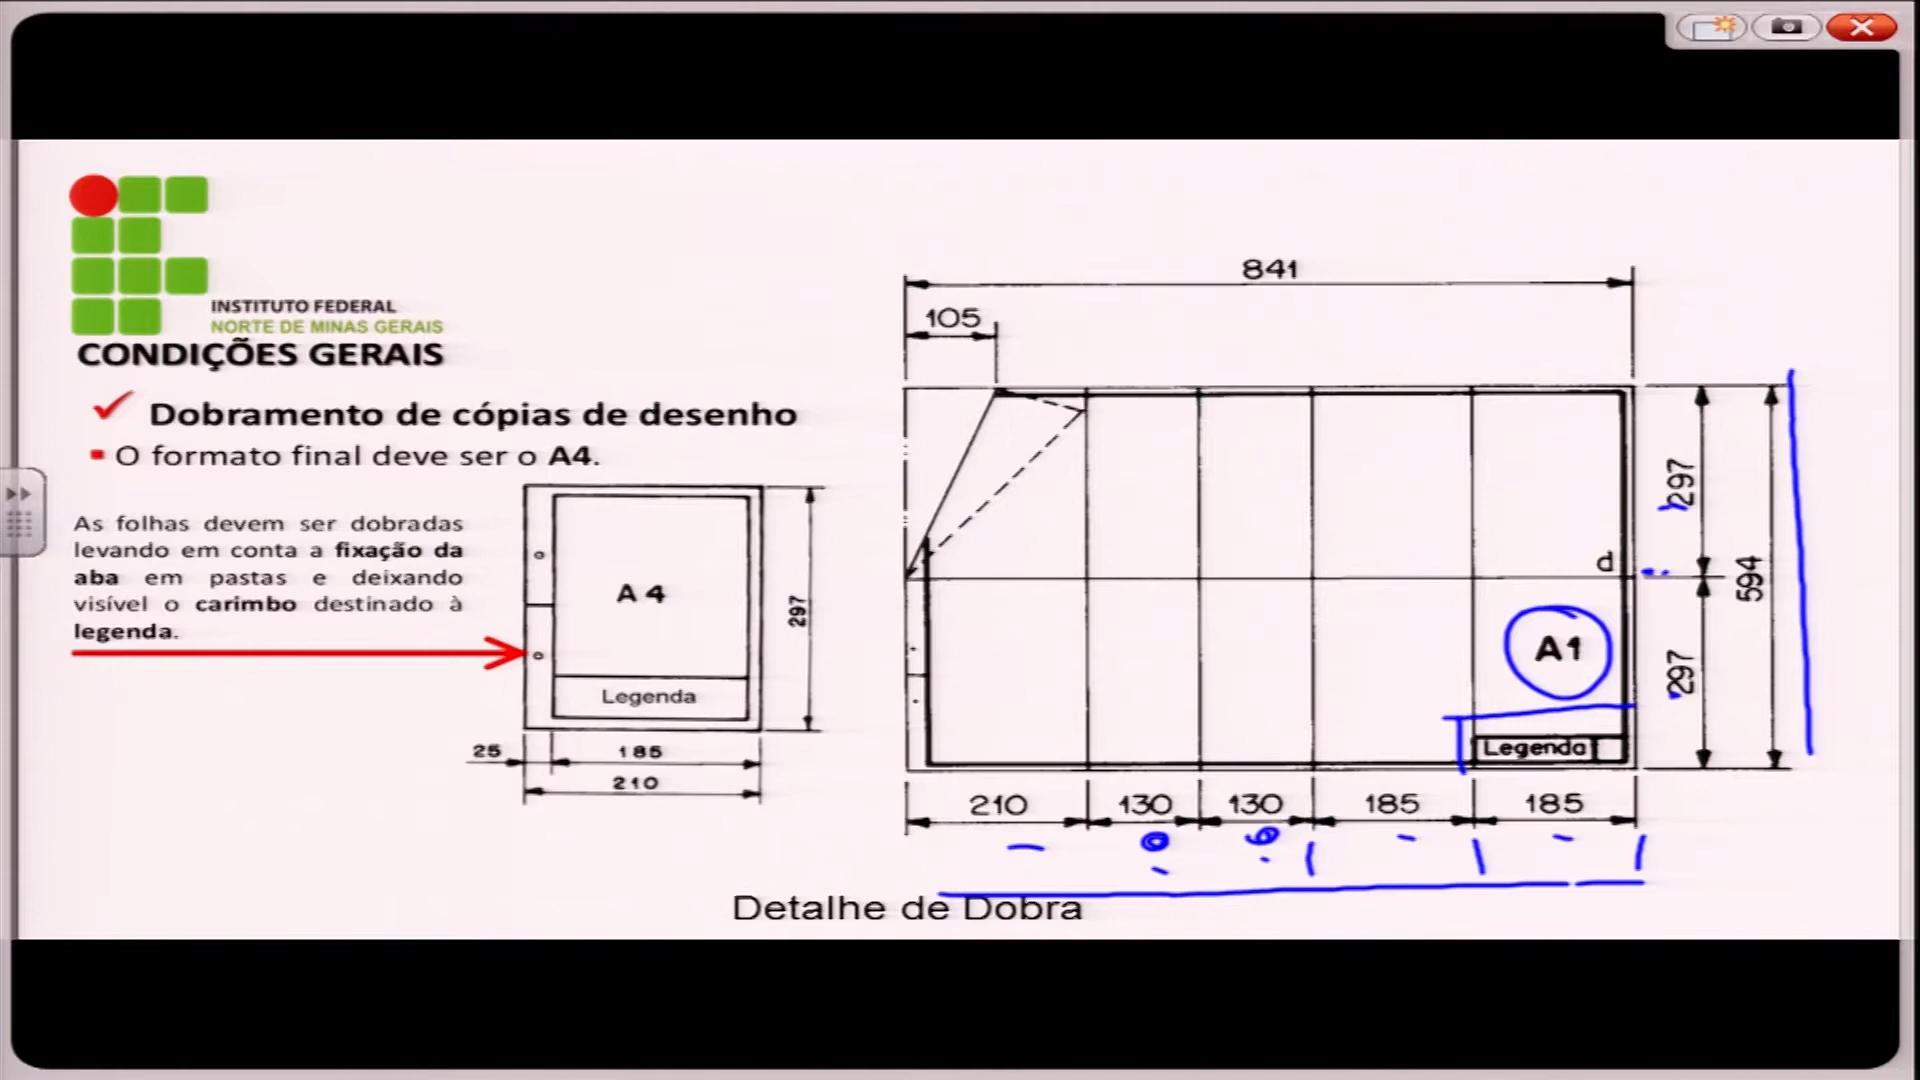 INSTITUTO FEDERAL
NORTE DE MINAS GERAIS
CONDIÇÕES GERAIS
Dobramento de cópias de desenho
O formato final deve ser o A4.
As folhas devem ser dobradas
levando em conta a fixação da
aba em pastas e deixando
visível o carimbo destinado à
legenda.
A4
Legenda
297
25
185
210
841
105
297
d
594
A1
297
Legenda
210
130
130
185
185
Detalhe de Dobra